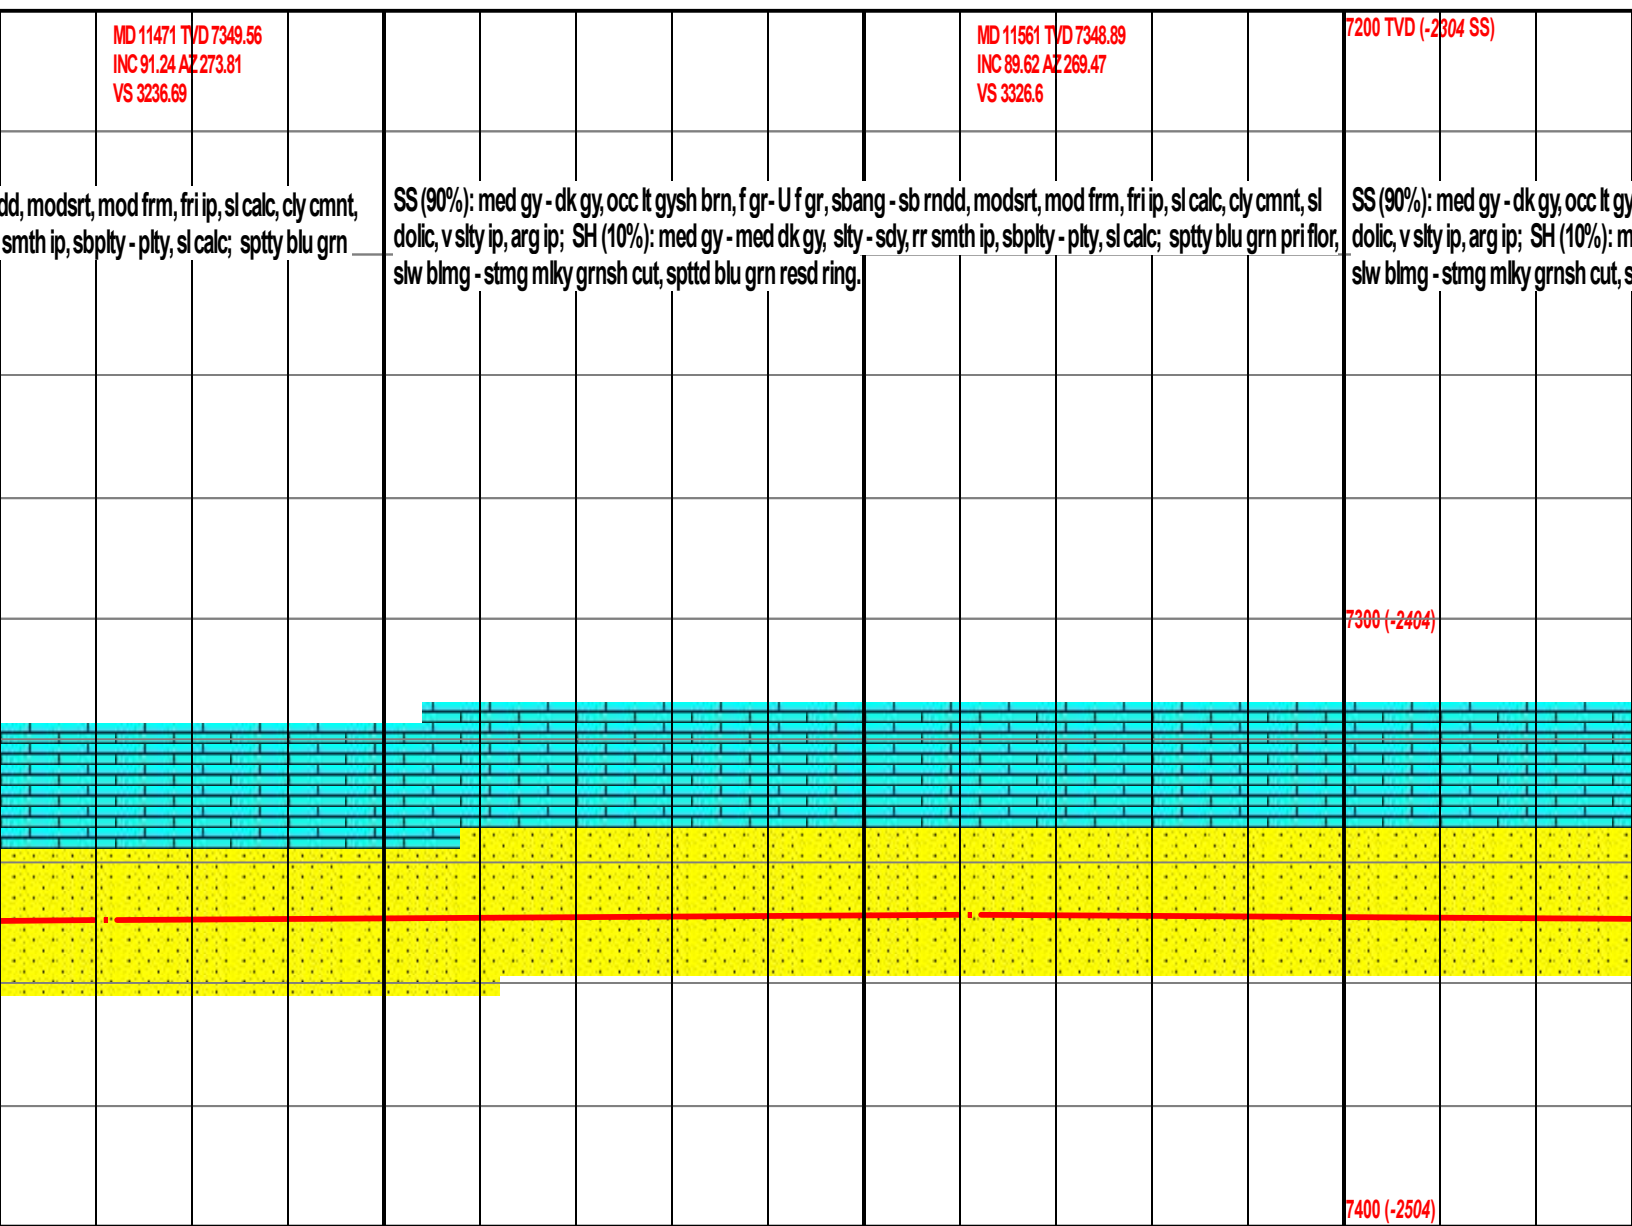 MD 11471 TVD 7349.56
INC 91.24 AZ 273.81
VS 3236.69
MD 11561 TVD 7348.89
INC 89.62 AZ 269.47
VS 3326.6
7200 TVD (-2304 SS)
dd, modsrt, mod frm, fri ip, sl calc, cly cmnt,
smth ip, sbplty - plty, sl calc; sptty blu grn
SS (90%): med gy - dk gy, occ lt gysh brn, f gr- U f gr, sbang - sb rndd, modsrt, mod frm, fri ip, sl calc, cly cmnt, sl
dolic, v slty ip, arg ip; SH (10%): med gy - med dk gy, slty - sdy, rr smth ip, sbplty - plty, sl calc; sptty blu grn pri flor,
slw blmg - stmg mlky grnsh cut, spttd blu grn resd ring.
SS (90%): med gy - dk gy, occ lt gy
dolic, v slty ip, arg ip; SH (10%): m
slw blmg - stmg mlky grnsh cut, s
7300 (-2404)
7400 (-2504)